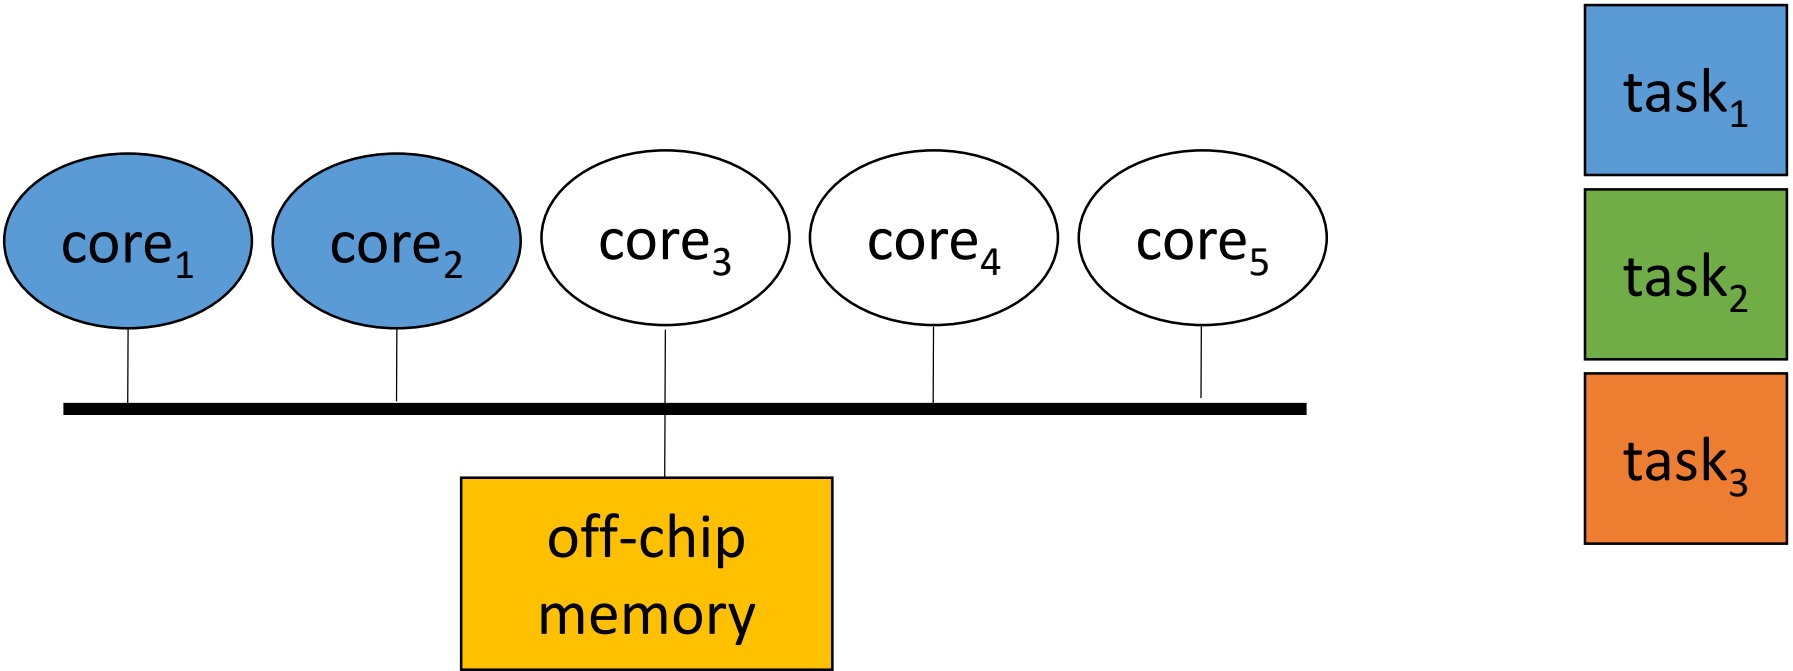 task₁
core₁ core₂ core₃ core₄ core₅
task₂
task₃
off-chip
memory